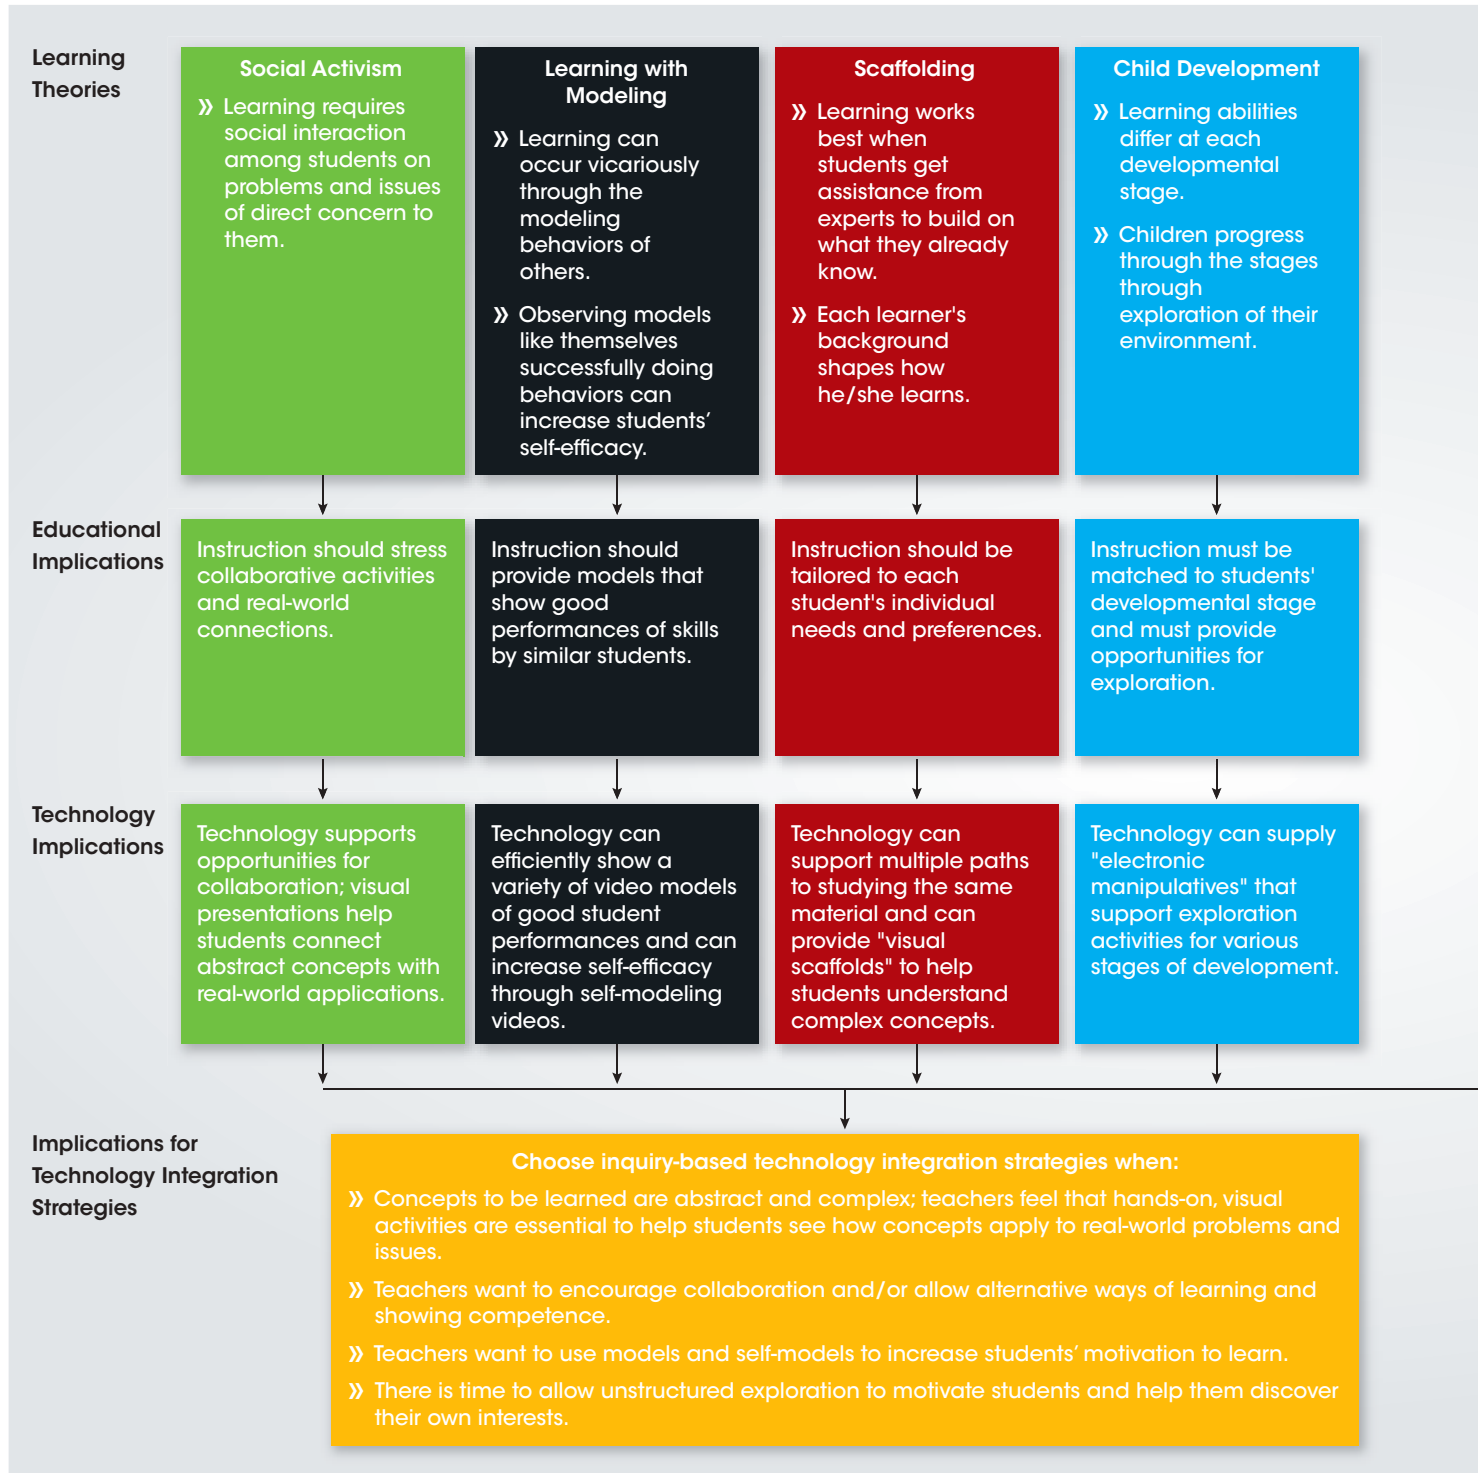 Learning
Theories
Social Activism
» Learning requires
social interaction
among students on
problems and issues
of direct concern to
them.
Learning with
Modeling
» Learning can
occur vicariously
through the
modeling
behaviors of
others.
» Observing models
like themselves
successfully doing
behaviors can
increase students’
self-efficacy.
Scaffolding
» Learning works
best when
students get
assistance from
experts to build on
what they already
know.
» Each learner's
background
shapes how
he/she learns.
Child Development
» Learning abilities
differ at each
developmental
stage.
» Children progress
through the stages
through
exploration of their
environment.
Educational
Implications
Instruction should stress
collaborative activities
and real-world
connections.
Instruction should
provide models that
show good
performances of skills
by similar students.
Instruction should be
tailored to each
student's individual
needs and preferences.
Instruction must be
matched to students'
developmental stage
and must provide
opportunities for
exploration.
Technology
Implications
Technology supports
opportunities for
collaboration; visual
presentations help
students connect
abstract concepts with
real-world applications.
Technology can
efficiently show a
variety of video models
of good student
performances and can
increase self-efficacy
through self-modeling
videos.
Technology can
support multiple paths
to studying the same
material and can
provide "visual
scaffolds" to help
students understand
complex concepts.
Technology can supply
"electronic
manipulatives" that
support exploration
activities for various
stages of development.
Implications for
Technology Integration
Strategies
Choose inquiry-based technology integration strategies when:
» Concepts to be learned are abstract and complex; teachers feel that hands-on, visual
activities are essential to help students see how concepts apply to real-world problems and
issues.
» Teachers want to encourage collaboration and/or allow alternative ways of learning and
showing competence.
» Teachers want to use models and self-models to increase students’ motivation to learn.
» There is time to allow unstructured exploration to motivate students and help them discover
their own interests.